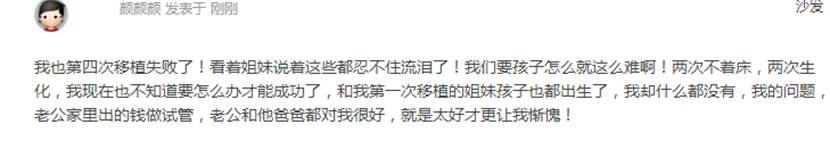 颜颜颜 发表于 刚刚 沙发
我也第四次移植失败了！看着姐妹说着这些都忍不住流泪了！我们要孩子怎么就这么难啊！两次不着床，两次生
化，我现在也不知道要怎么办才能成功了，和我第一次移植的姐妹孩子也都出生了，我却什么都没有，我的问题，
老公家里出的钱做试管，老公和他爸爸都对我很好，就是太好才更让我惭愧！